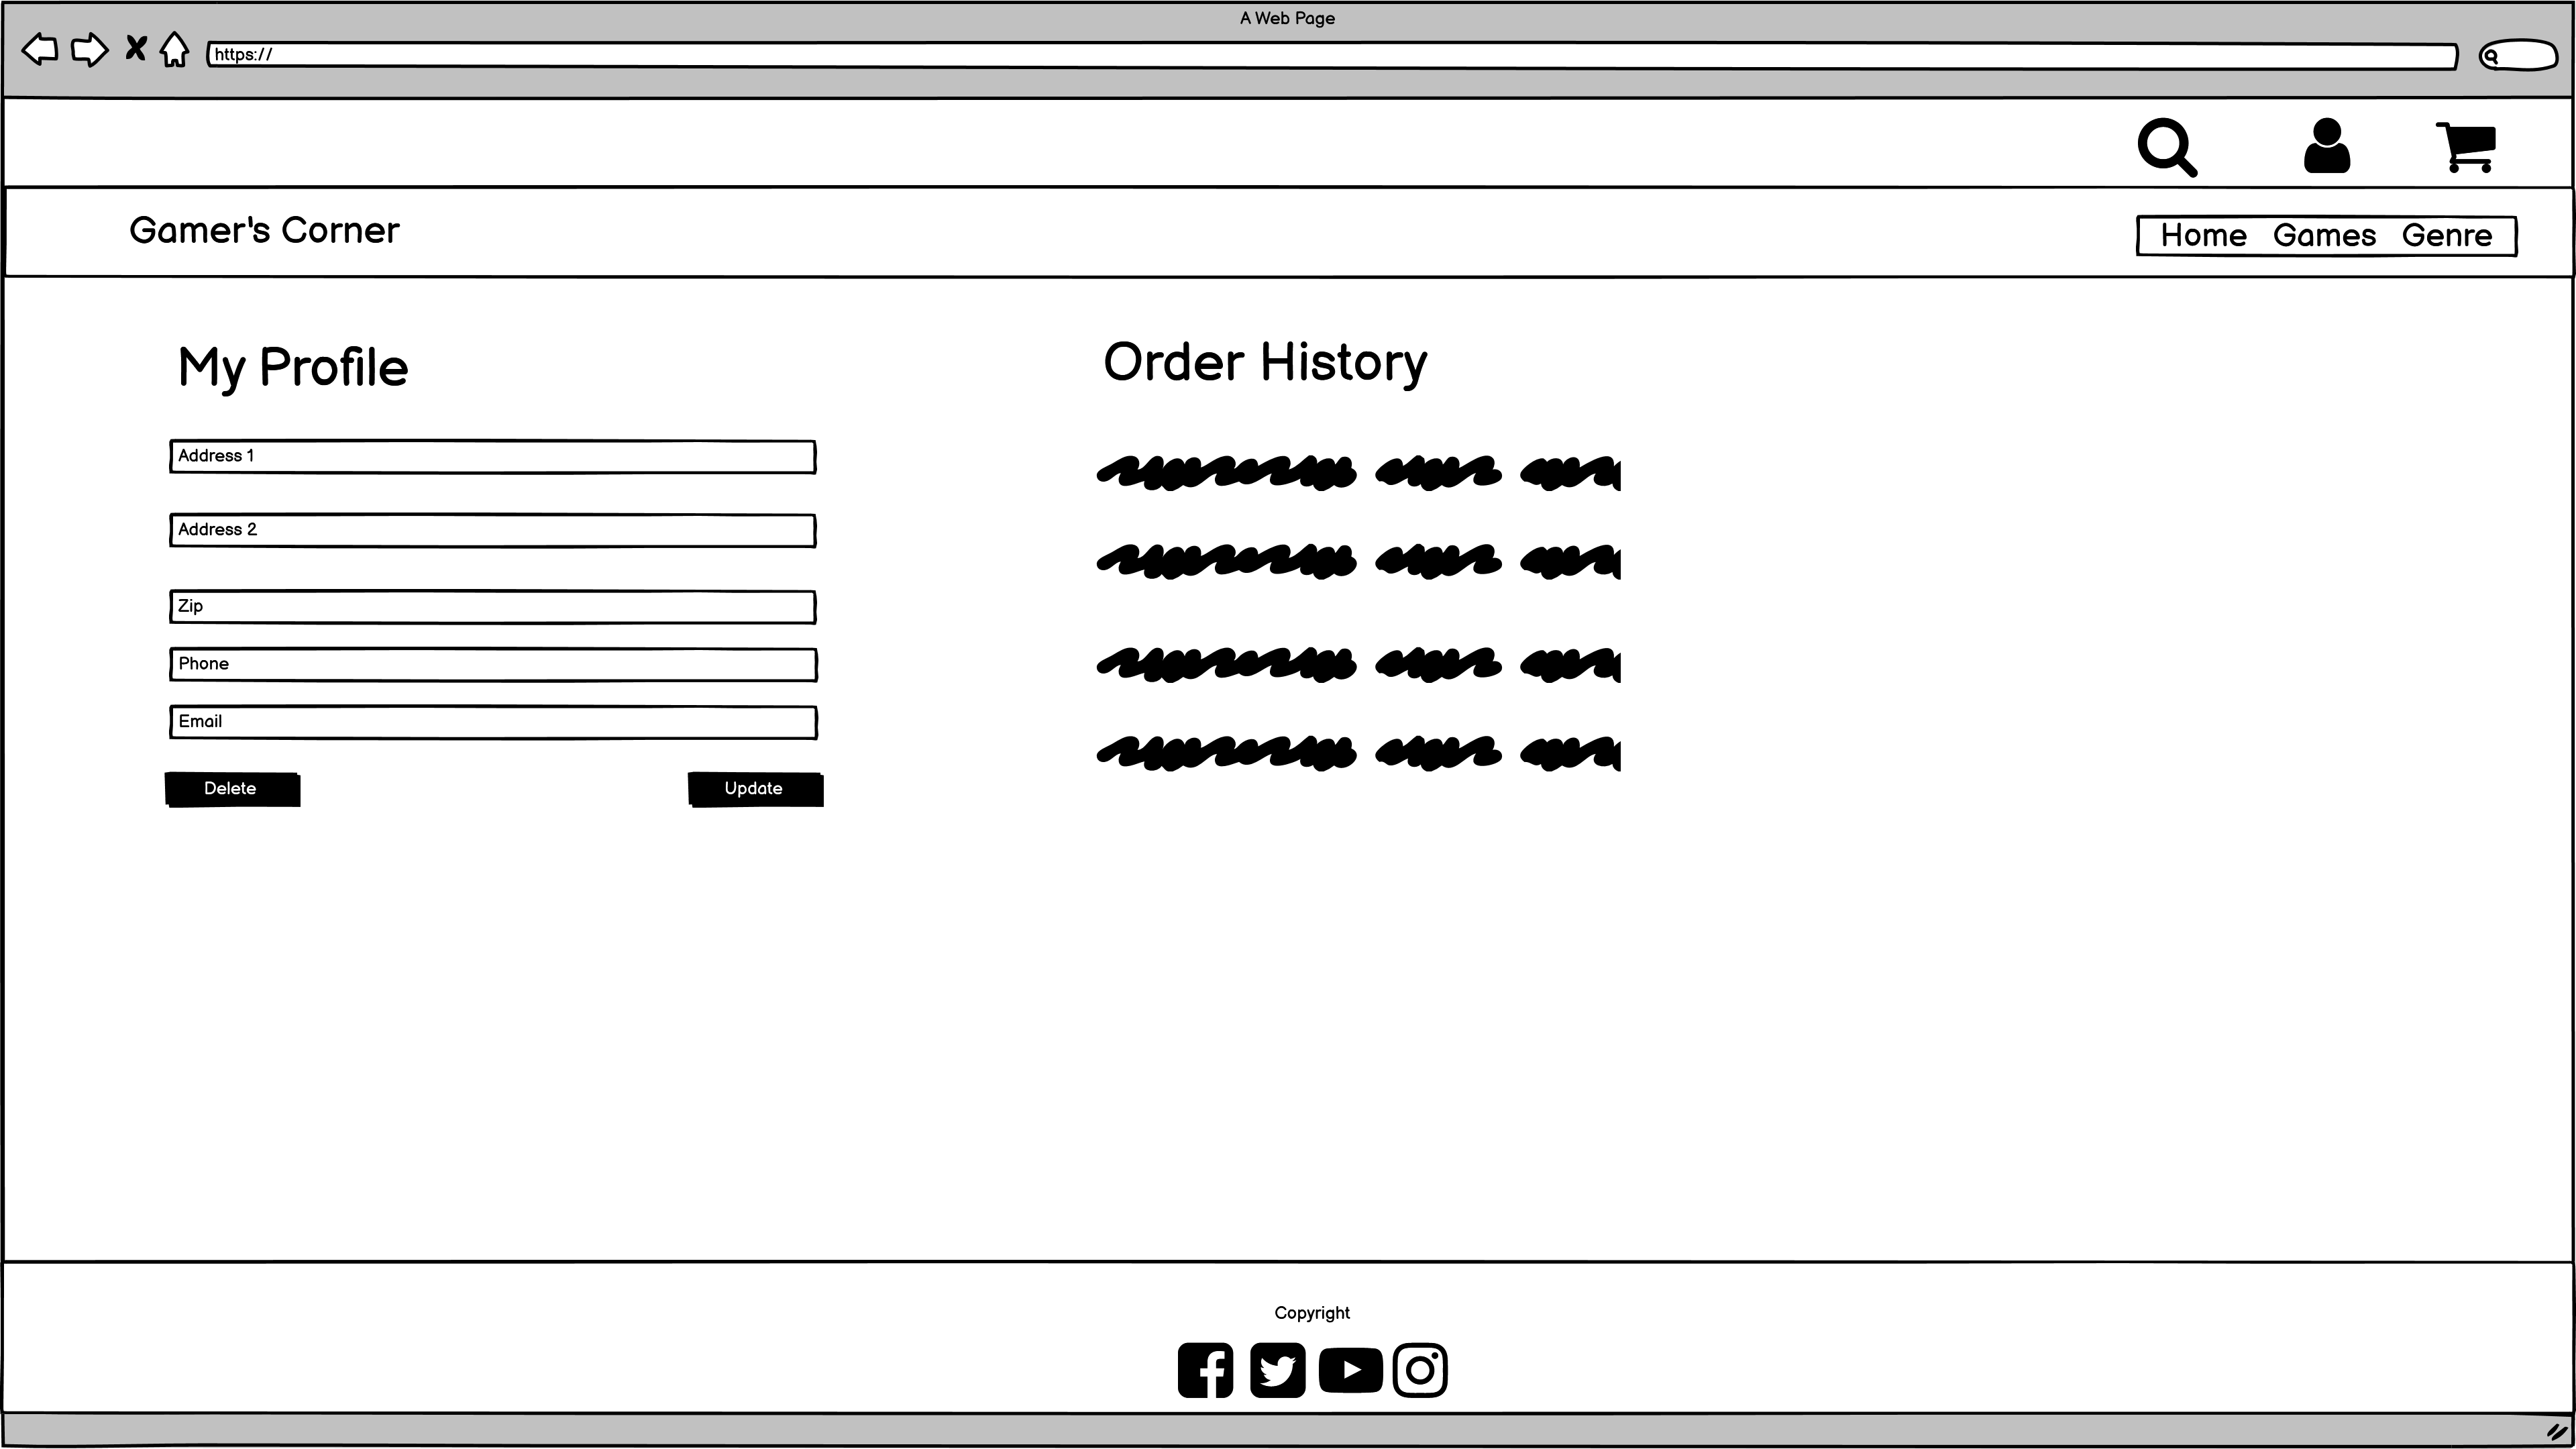 A Web Page
https://
Gamer's Corner
Home Games Genre
My Profile
Order History
Address 1
Address 2
Zip
Phone
Email
Delete
Update
Copyright